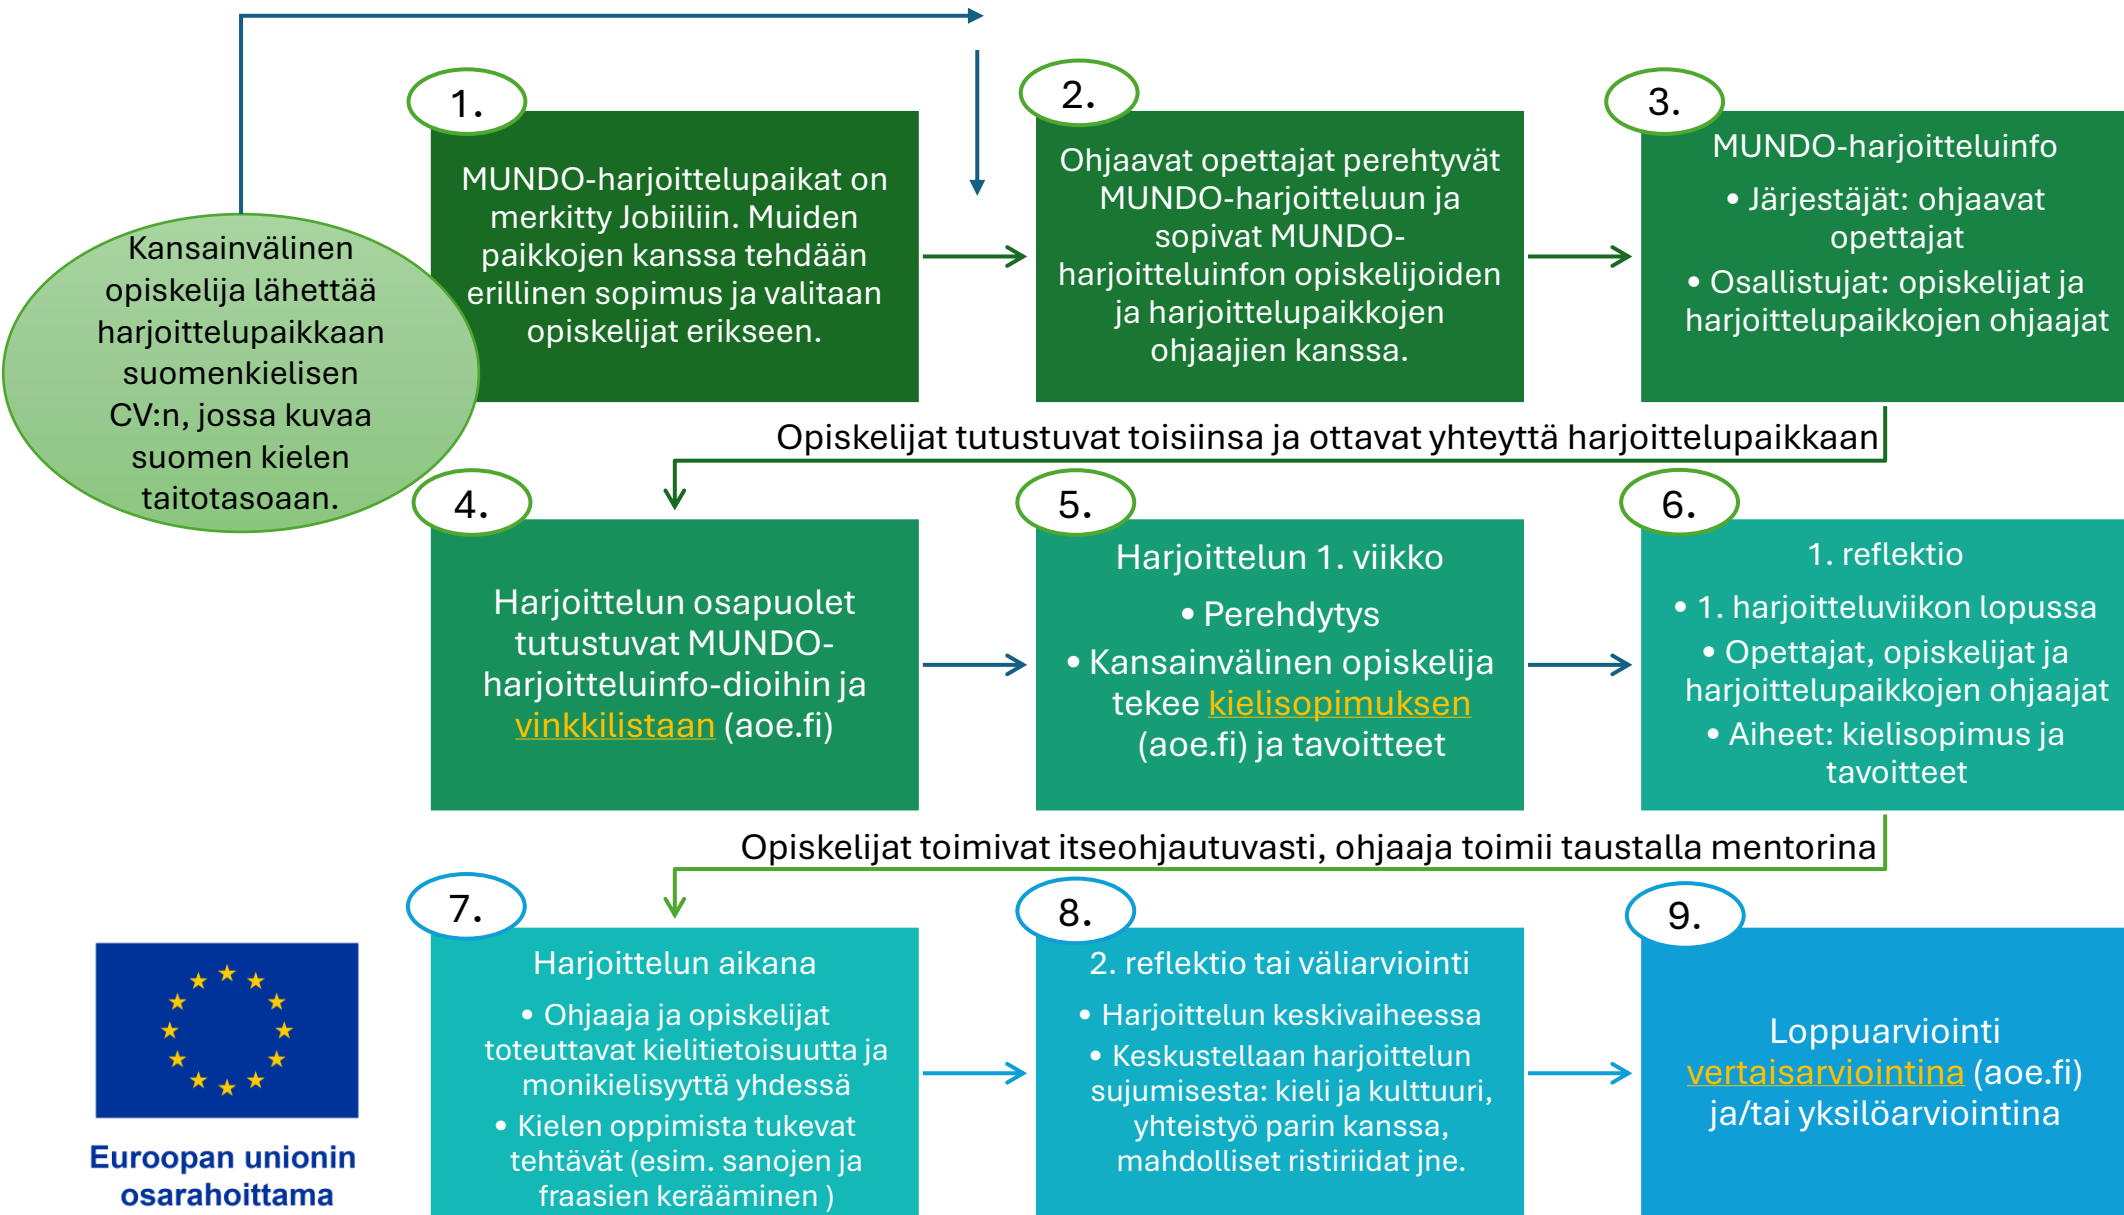 Kansainvälinen
opiskelija lähettää
harjoittelupaikkaan
suomenkielisen
CV:n, jossa kuvaa
suomen kielen
taitotasoaan.
1.
MUNDO-harjoittelupaikat on
merkitty Jobiiliin. Muiden
paikkojen kanssa tehdään
erillinen sopimus ja valitaan
opiskelijat erikseen.
2.
Ohjaavat opettajat perehtyvät
MUNDO-harjoitteluun ja
sopivat MUNDO-
harjoitteluinfon opiskelijoiden
ja harjoittelupaikkojen
ohjaajien kanssa.
3.
MUNDO-harjoitteluinfo
• Järjestäjät: ohjaavat
opettajat
• Osallistujat: opiskelijat ja
harjoittelupaikkojen ohjaajat
Opiskelijat tutustuvat toisiinsa ja ottavat yhteyttä harjoittelupaikkaan
4.
Harjoittelun osapuolet
tutustuvat MUNDO-
harjoitteluinfo-dioihin ja
vinkkilistaan (aoe.fi)
5.
Harjoittelun 1. viikko
• Perehdytys
• Kansainvälinen opiskelija
tekee kielisopimuksen
(aoe.fi) ja tavoitteet
6.
1. reflektio
• 1. harjoitteluviikon lopussa
• Opettajat, opiskelijat ja
harjoittelupaikkojen ohjaajat
• Aiheet: kielisopimus ja
tavoitteet
Opiskelijat toimivat itseohjautuvasti, ohjaaja toimii taustalla mentorina
7.
Harjoittelun aikana
• Ohjaaja ja opiskelijat
toteuttavat kielitietoisuutta ja
monikielisyyttä yhdessä
• Kielen oppimista tukevat
tehtävät (esim. sanojen ja
fraasien kerääminen )
8.
2. reflektio tai väliarviointi
• Harjoittelun keskivaiheessa
• Keskustellaan harjoittelun
sujumisesta: kieli ja kulttuuri,
yhteistyö parin kanssa,
mahdolliset ristiriidat jne.
9.
Loppuarviointi
vertaisarviointina (aoe.fi)
ja/tai yksilöarviointina
Euroopan unionin
osarahoittama